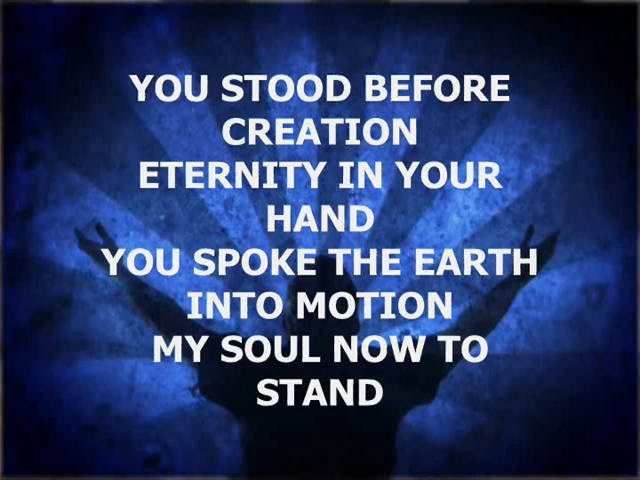 YOU STOOD BEFORE
CREATION
ETERNITY IN YOUR
HAND
YOU SPOKE THE EARTH
INTO MOTION
MY SOUL NOW TO
STAND